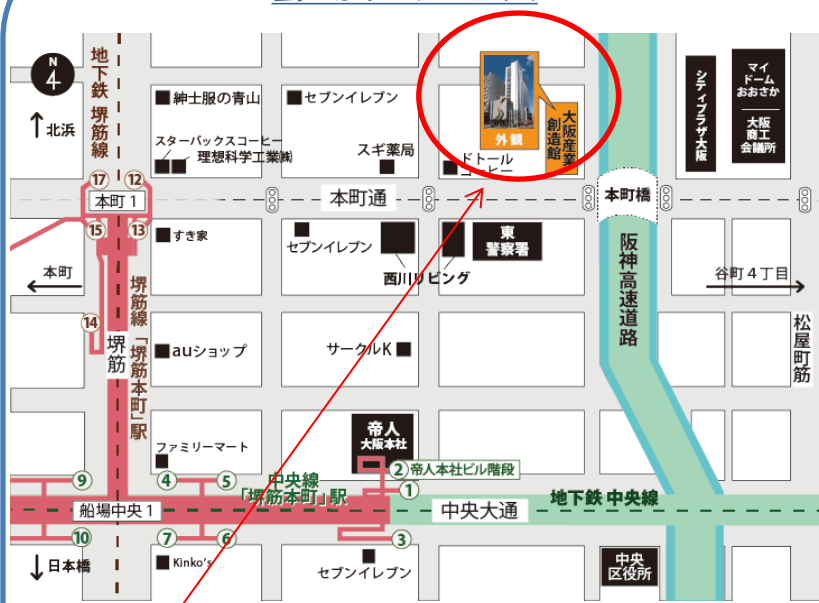 N
4
北浜
地下鉄 堺筋線
紳士服の青山
セブンイレブン
スターバックスコーヒー
理想科学工業㈱
スギ薬局
外観
大阪産業
創造館
ドトール
コーヒー
シティプラザ大阪
マイ
ドーム
おおさか
大阪
商工
会議所
17
12
本町1
15
13
本町通
本町橋
すき家
セブンイレブン
西川リビング
東
警察署
本町
谷町4丁目
阪神高速道路
松屋町筋
14
堺筋
堺筋線「堺筋本町」駅
auショップ
サークルK
ファミリーマート
帝人
大阪本社
②帝人本社ビル階段
9
4
5
中央線
「堺筋本町」駅
1
船場中央1
中央大通
地下鉄 中央線
10
7
6
3
日本橋
Kinko's
セブンイレブン
中央
区役所